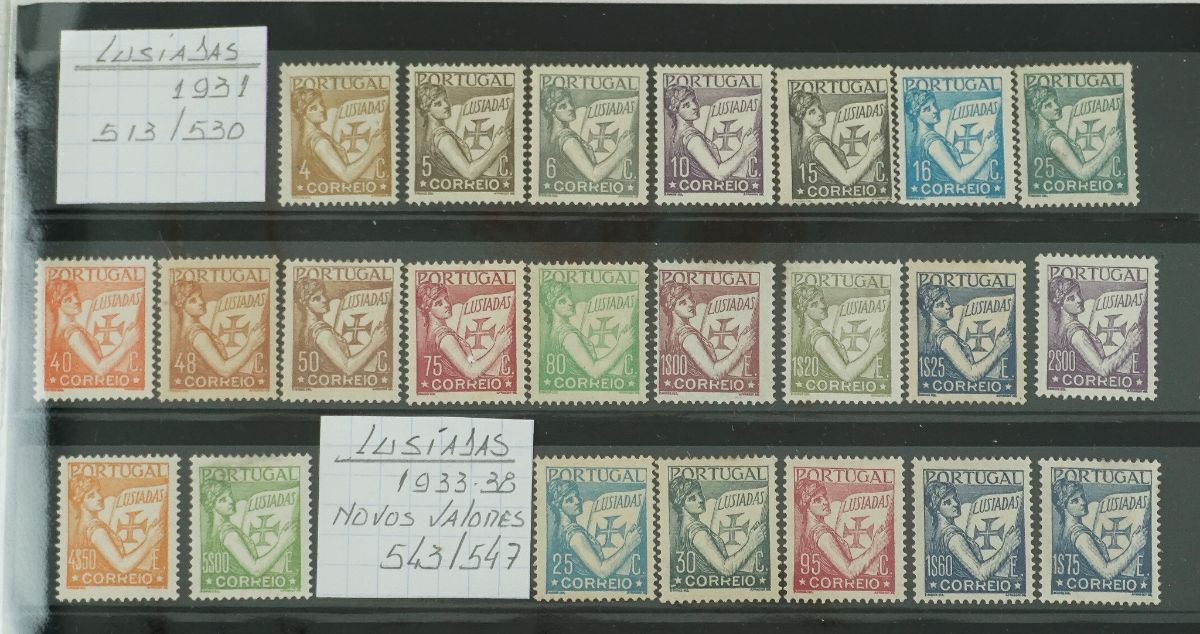 LUSÍADAS
1931
513/530
PORTUGAL
LUSIADAS
4 C.
CORREIO
PORTUGAL
LUSIADAS
5 C.
CORREIO
PORTUGAL
LUSIADAS
6 C.
CORREIO
PORTUGAL
LUSIADAS
10 C.
CORREIO
PORTUGAL
LUSIADAS
15 C.
CORREIO
PORTUGAL
LUSIADAS
16 C.
CORREIO
PORTUGAL
LUSIADAS
25 C.
CORREIO
PORTUGAL
LUSIADAS
40 C.
CORREIO
PORTUGAL
LUSIADAS
48 C.
CORREIO
PORTUGAL
LUSIADAS
50 C.
CORREIO
PORTUGAL
LUSIADAS
75 C.
CORREIO
PORTUGAL
LUSIADAS
80 C.
CORREIO
PORTUGAL
LUSIADAS
1$00 E.
CORREIO
PORTUGAL
LUSIADAS
1$20 E.
CORREIO
PORTUGAL
LUSIADAS
1$25 E.
CORREIO
PORTUGAL
LUSIADAS
2$00 E.
CORREIO
PORTUGAL
LUSIADAS
4$50 E.
CORREIO
PORTUGAL
LUSIADAS
5$00 E.
CORREIO
LUSÍADAS
1933-38
NOVOS VALORES
543/547
PORTUGAL
LUSIADAS
25 C.
CORREIO
PORTUGAL
LUSIADAS
30 C.
CORREIO
PORTUGAL
LUSIADAS
95 C.
CORREIO
PORTUGAL
LUSIADAS
1$60 E.
CORREIO
PORTUGAL
LUSIADAS
1$75 E.
CORREIO